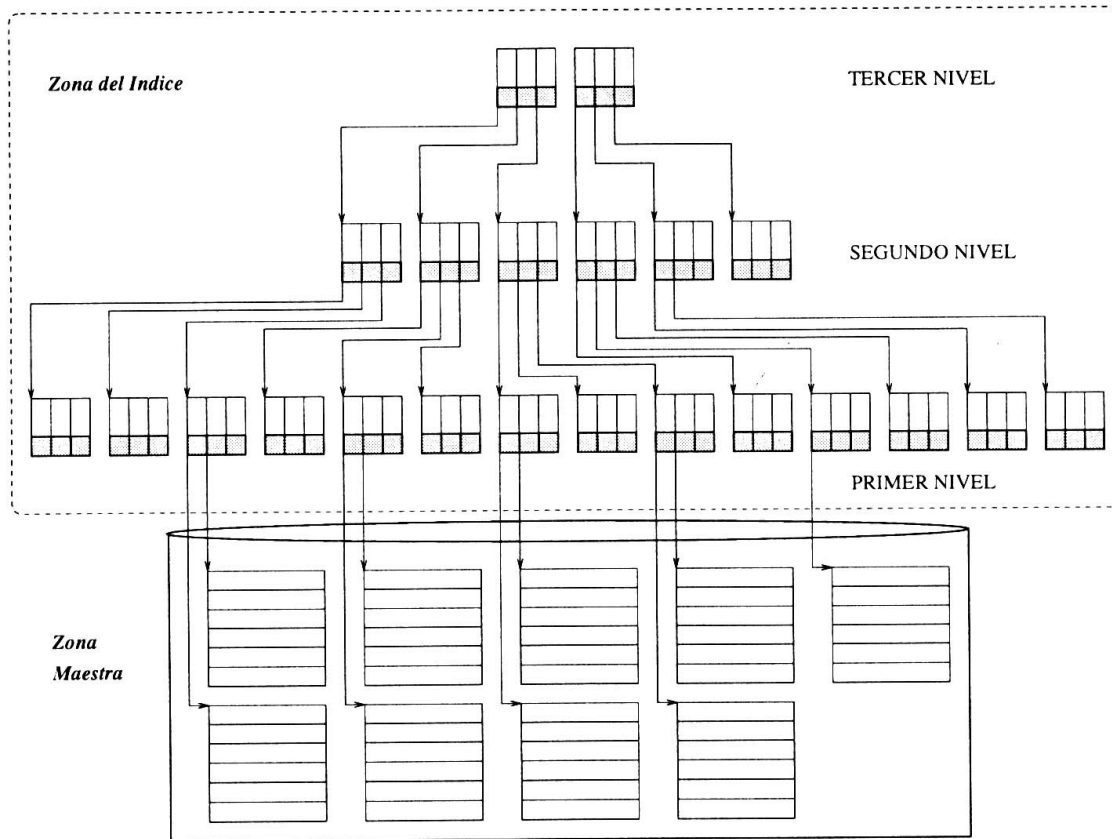 Zona del Indice
TERCER NIVEL
SEGUNDO NIVEL
PRIMER NIVEL
Zona
Maestra